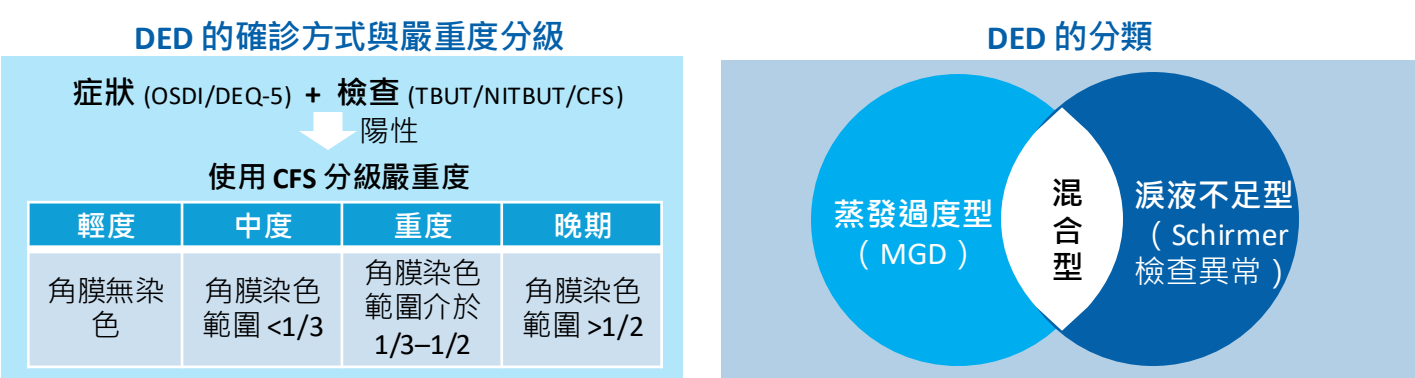 DED 的確診方式與嚴重度分級
症狀 (OSDI/DEQ-5) + 檢查 (TBUT/NITBUT/CFS)
陽性
使用 CFS 分級嚴重度
輕度 中度 重度 晚期
角膜無染
色
角膜染色
範圍 <1/3
角膜染色
範圍介於
1/3–1/2
角膜染色
範圍 >1/2
DED 的分類
蒸發過度型
（MGD）
混
合
型
淚液不足型
（Schirmer
檢查異常）